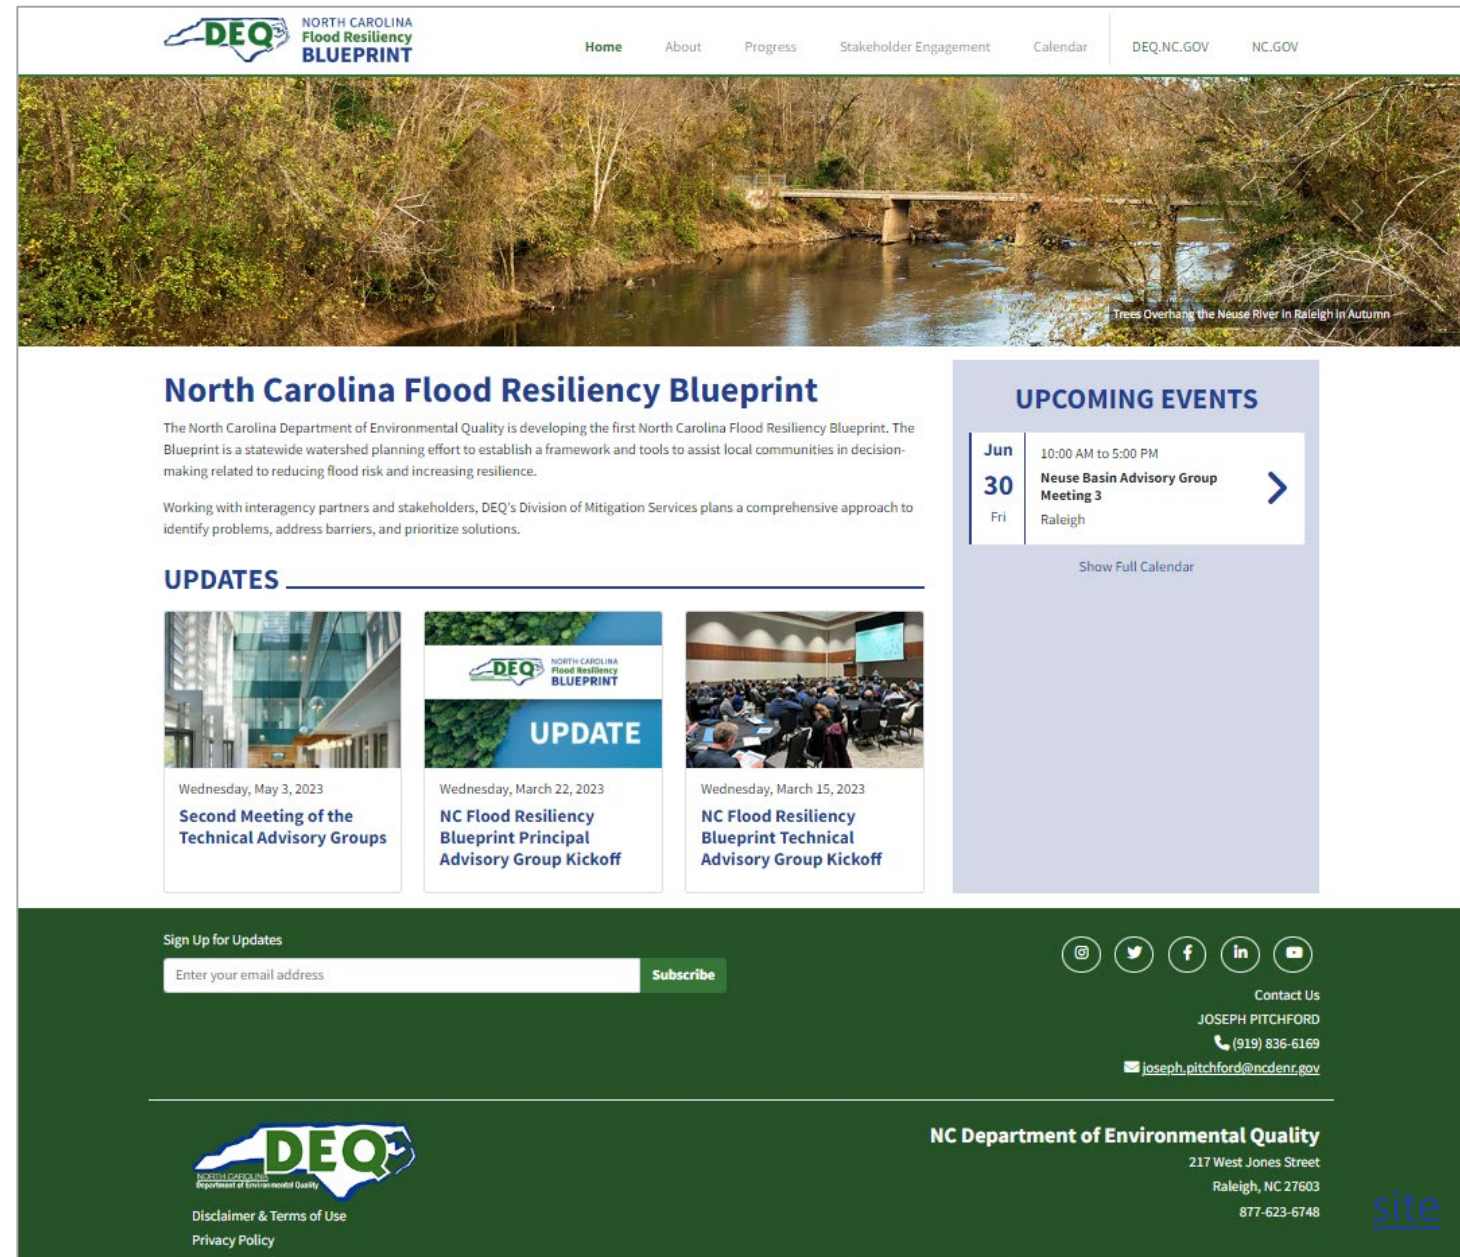 DEQ
NORTH CAROLINA
Flood Resiliency
BLUEPRINT
Home
About
Progress
Stakeholder Engagement
Calendar
DEQ.NC.GOV
NC.GOV
Trees Overhang the Neuse River in Raleigh in Autumn
North Carolina Flood Resiliency Blueprint
The North Carolina Department of Environmental Quality is developing the first North Carolina Flood Resiliency Blueprint. The
Blueprint is a statewide watershed planning effort to establish a framework and tools to assist local communities in decision-
making related to reducing flood risk and increasing resilience.
Working with interagency partners and stakeholders, DEQ's Division of Mitigation Services plans a comprehensive approach to
identify problems, address barriers, and prioritize solutions.
UPDATES
DEQ
NORTH CAROLINA
Flood Resiliency
BLUEPRINT
UPDATE
Wednesday, May 3, 2023
Second Meeting of the
Technical Advisory Groups
Wednesday, March 22, 2023
NC Flood Resiliency
Blueprint Principal
Advisory Group Kickoff
Wednesday, March 15, 2023
NC Flood Resiliency
Blueprint Technical
Advisory Group Kickoff
UPCOMING EVENTS
Jun
30
Fri
10:00 AM to 5:00 PM
Neuse Basin Advisory Group
Meeting 3
Raleigh
Show Full Calendar
Sign Up for Updates
Enter your email address
Subscribe
Contact Us
JOSEPH PITCHFORD
(919) 836-6169
joseph.pitchford@ncdenr.gov
DEQ
NORTH CAROLINA
Department of Environmental Quality
Disclaimer & Terms of Use
Privacy Policy
NC Department of Environmental Quality
217 West Jones Street
Raleigh, NC 27603
877-623-6748
site